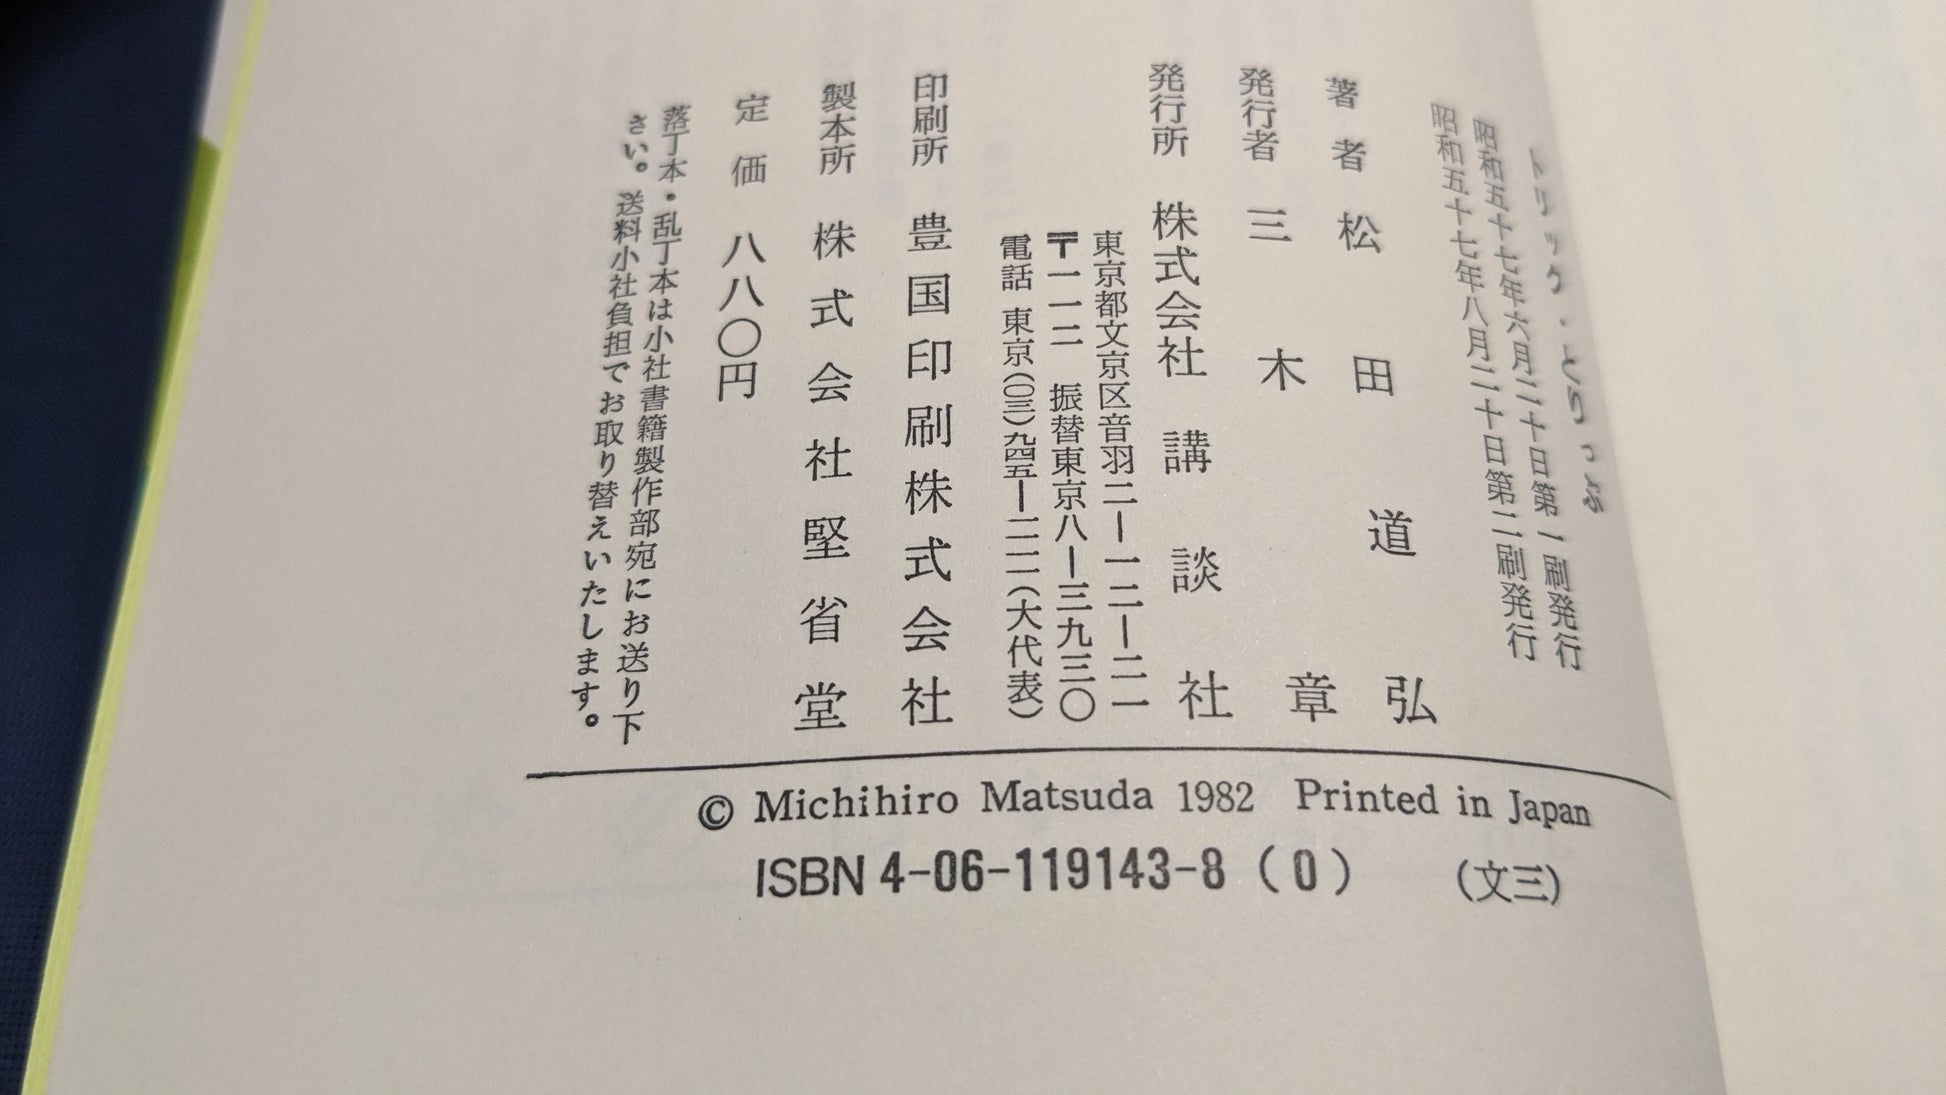 トリック・とりっぷ
昭和五十七年六月二十日第一刷発行
昭和五十七年八月二十日第二刷発行
著者 松田道弘
発行者 三木章
発行所 株式会社講談社
東京都文京区音羽二ー一二ー二一
〒一一二 振替東京八ー三九三〇
電話 東京(〇三)九四五ー一一一一(大代表)
印刷所 豊国印刷株式会社
製本所 株式会社堅省堂
定価 八八〇円
落丁本・乱丁本は小社書籍製作部宛にお送り下
さい。送料小社負担でお取り替えいたします。
© Michihiro Matsuda 1982 Printed in Japan
ISBN 4-06-119143-8 (0) (文三)